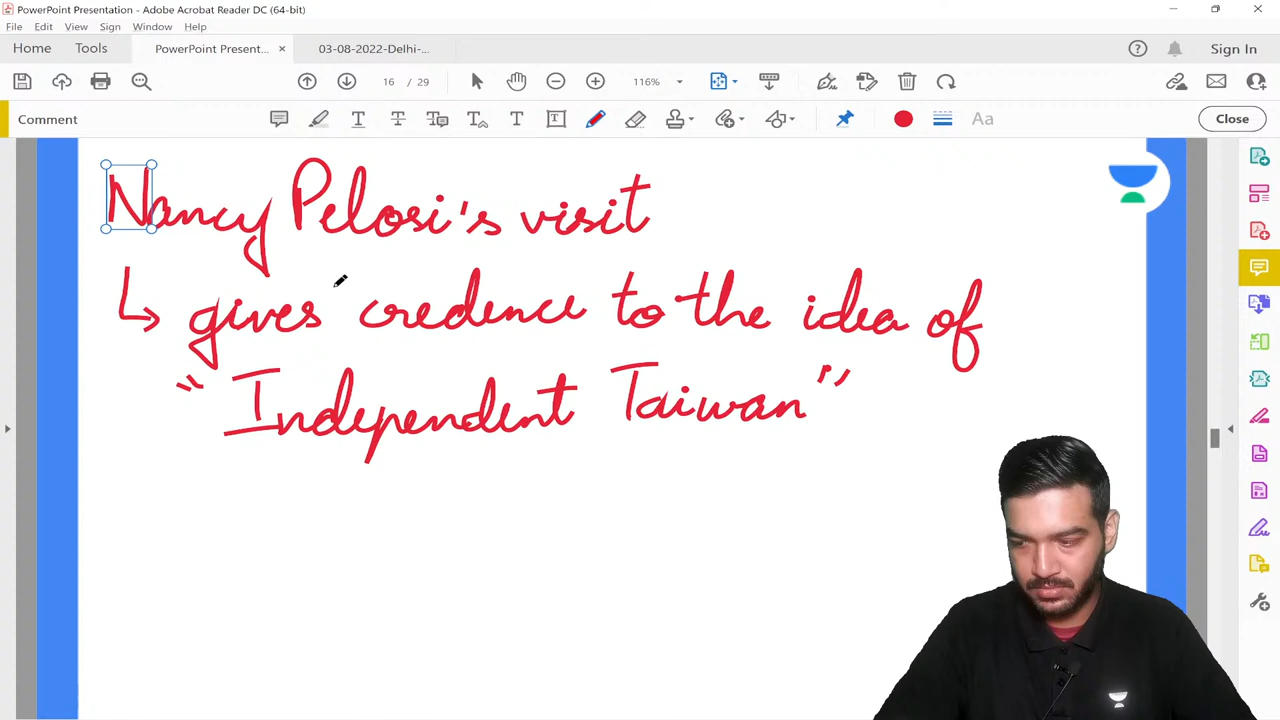 PowerPoint Presentation - Adobe Acrobat Reader DC (64-bit)
File Edit View Sign Window Help
Home Tools PowerPoint Present... × 03-08-2022-Delhi-... Sign In
16 / 29 116%
Comment Aa Close
Nancy Pelosi's visit
↳ gives credence to the idea of
"Independent Taiwan"